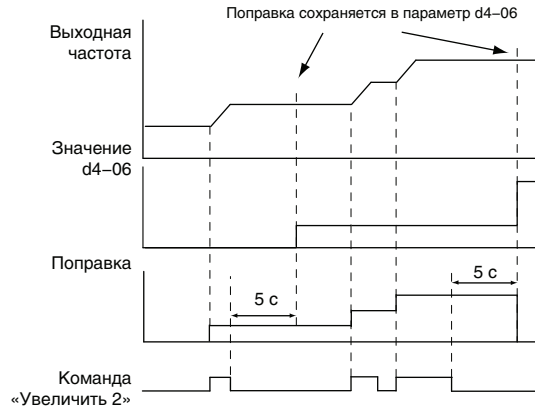 Поправка сохраняется в параметр d4–06
Выходная
частота
Значение
d4–06
Поправка
5 с
5 с
Команда
«Увеличить 2»